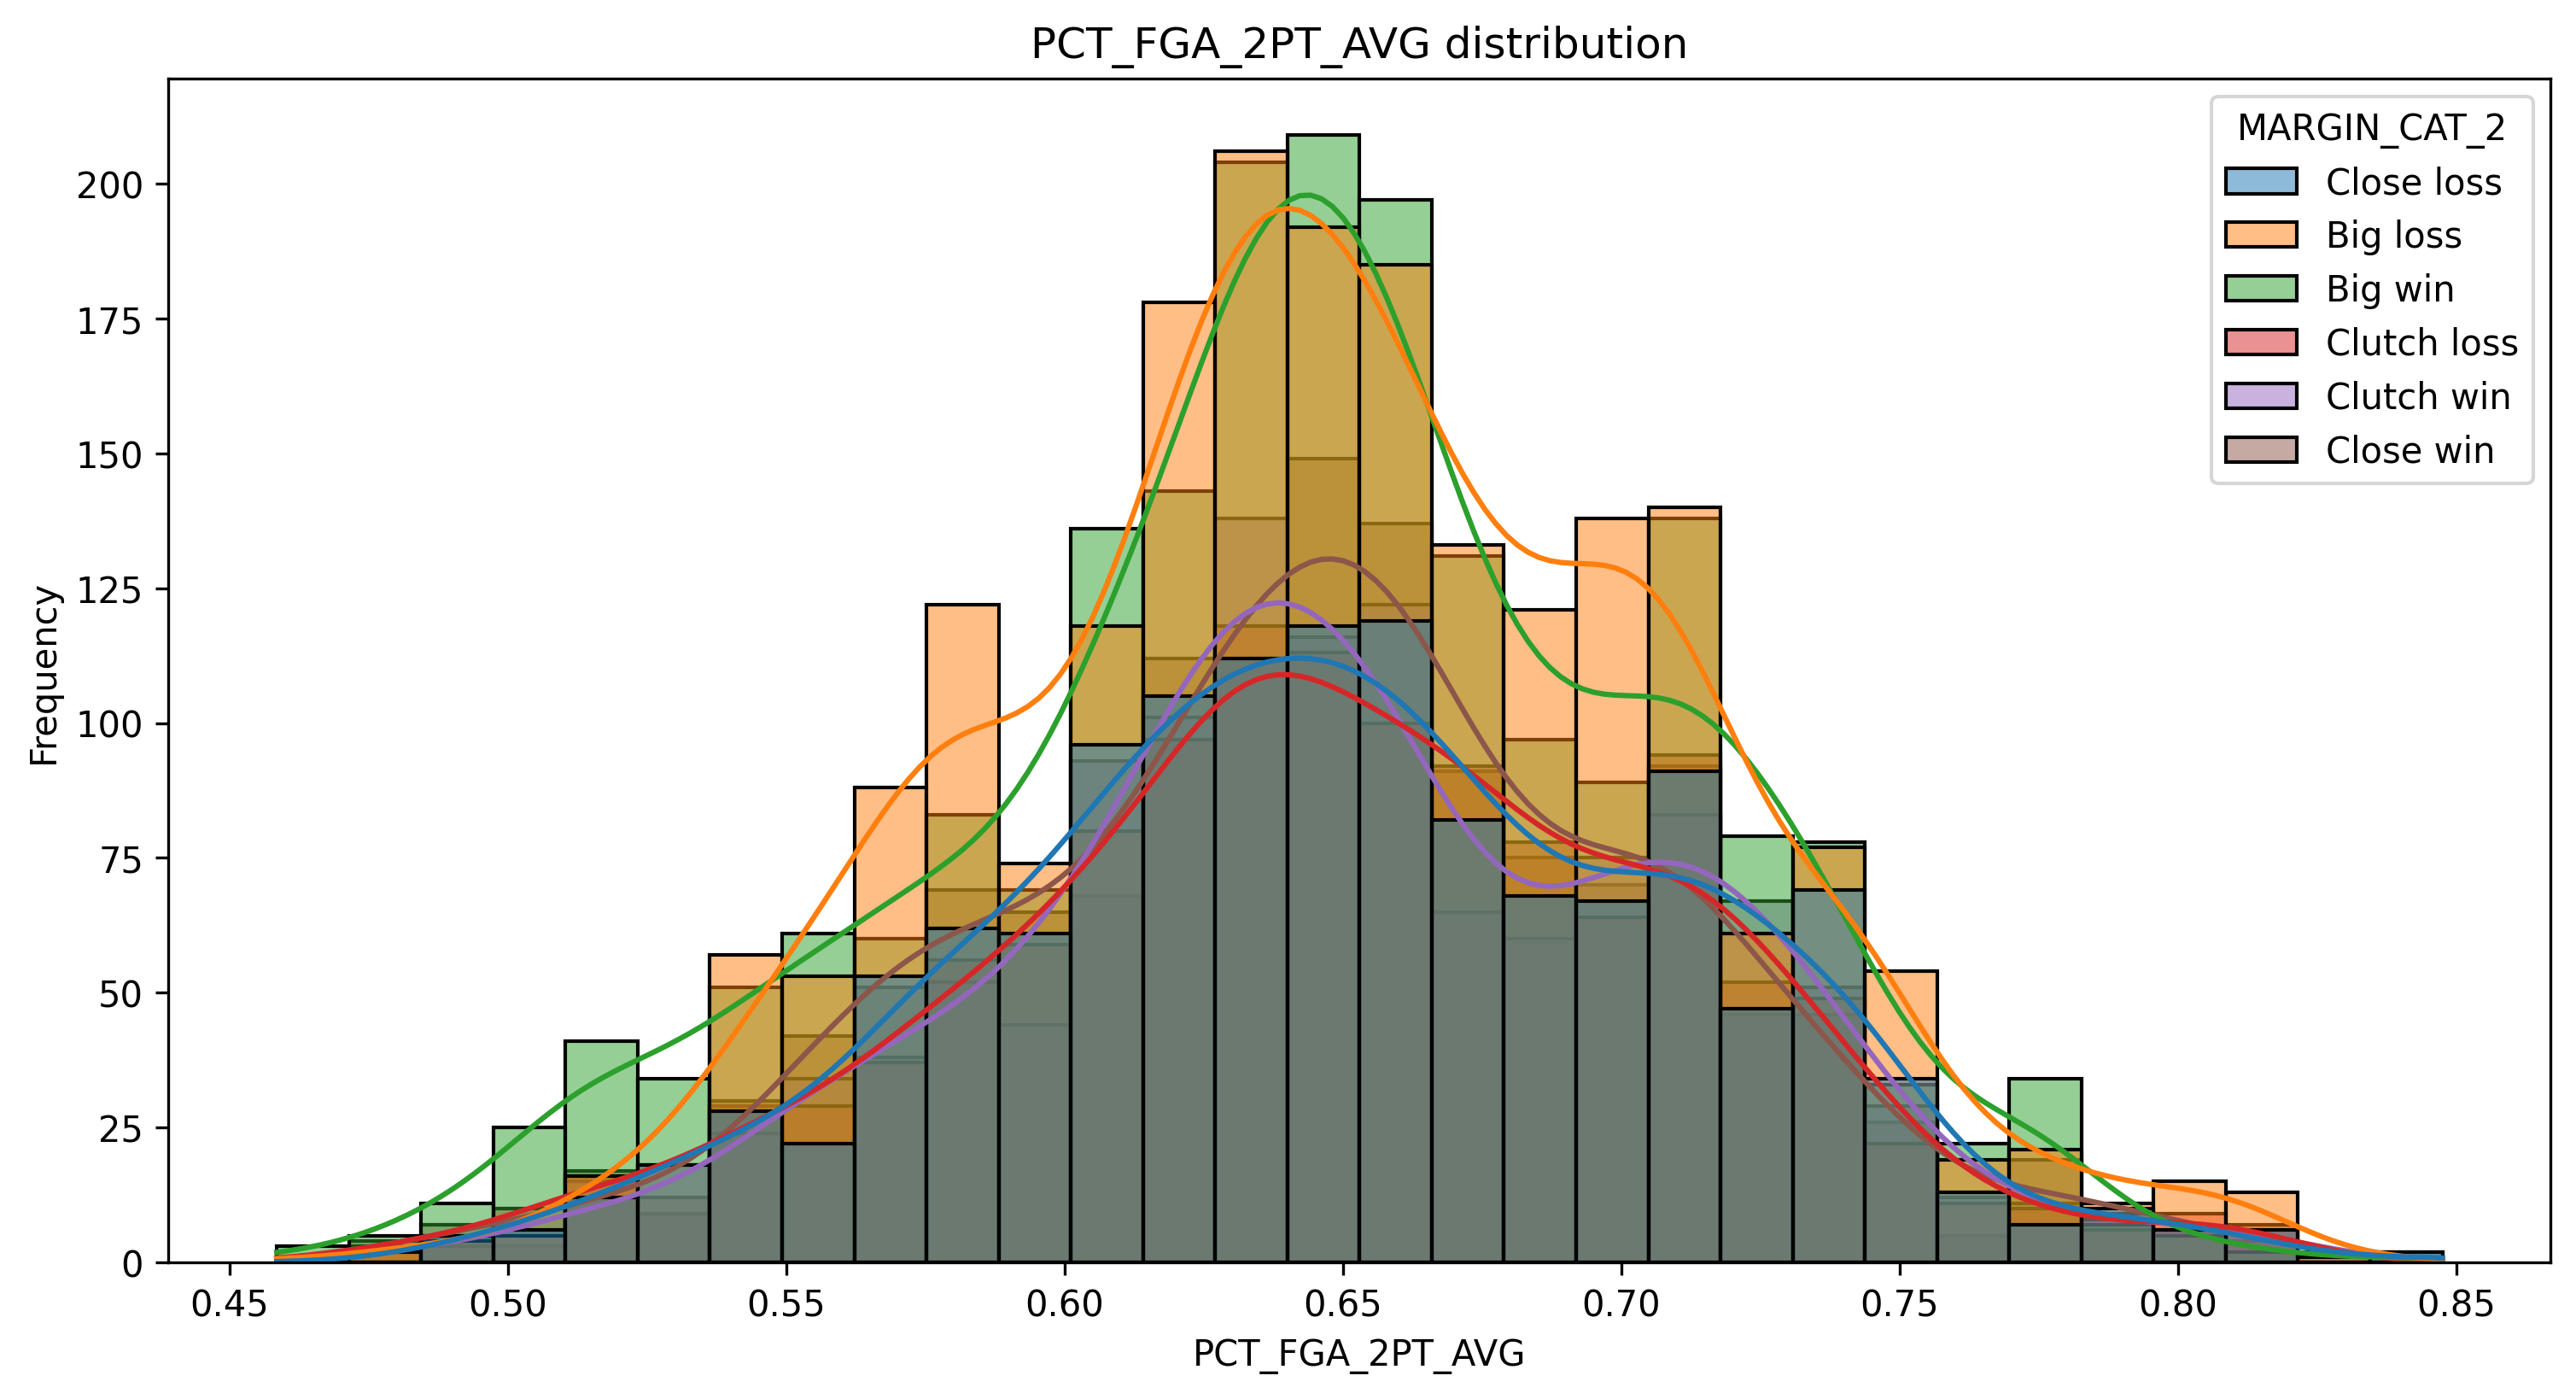 PCT_FGA_2PT_AVG distribution
MARGIN_CAT_2
Close loss
Big loss
Big win
Clutch loss
Clutch win
Close win
Frequency
200
175
150
125
100
75
50
25
0
0.45 0.50 0.55 0.60 0.65 0.70 0.75 0.80 0.85
PCT_FGA_2PT_AVG